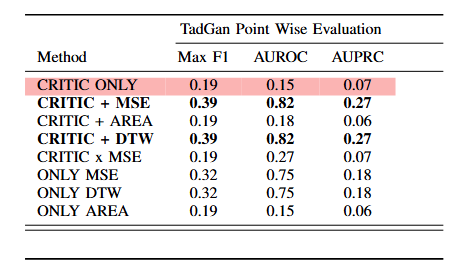 TadGan Point Wise Evaluation
Method Max F1 AUROC AUPRC
CRITIC ONLY 0.19 0.15 0.07
CRITIC + MSE 0.39 0.82 0.27
CRITIC + AREA 0.19 0.18 0.06
CRITIC + DTW 0.39 0.82 0.27
CRITIC x MSE 0.19 0.27 0.07
ONLY MSE 0.32 0.75 0.18
ONLY DTW 0.32 0.75 0.18
ONLY AREA 0.19 0.15 0.06